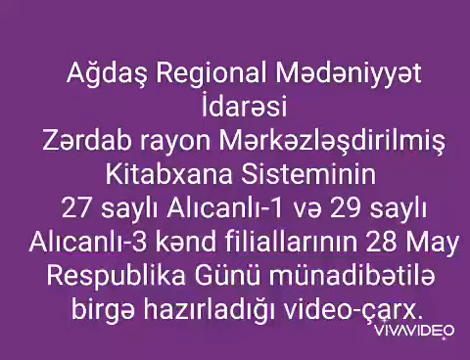 Ağdaş Regional Mədəniyyət
İdarəsi
Zərdab rayon Mərkəzləşdirilmiş
Kitabxana Sisteminin
27 saylı Alıcanlı-1 və 29 saylı
Alıcanlı-3 kənd filiallarının 28 May
Respublika Günü münadibətilə
birgə hazırladığı video-çarx.
VIVAVIDEO